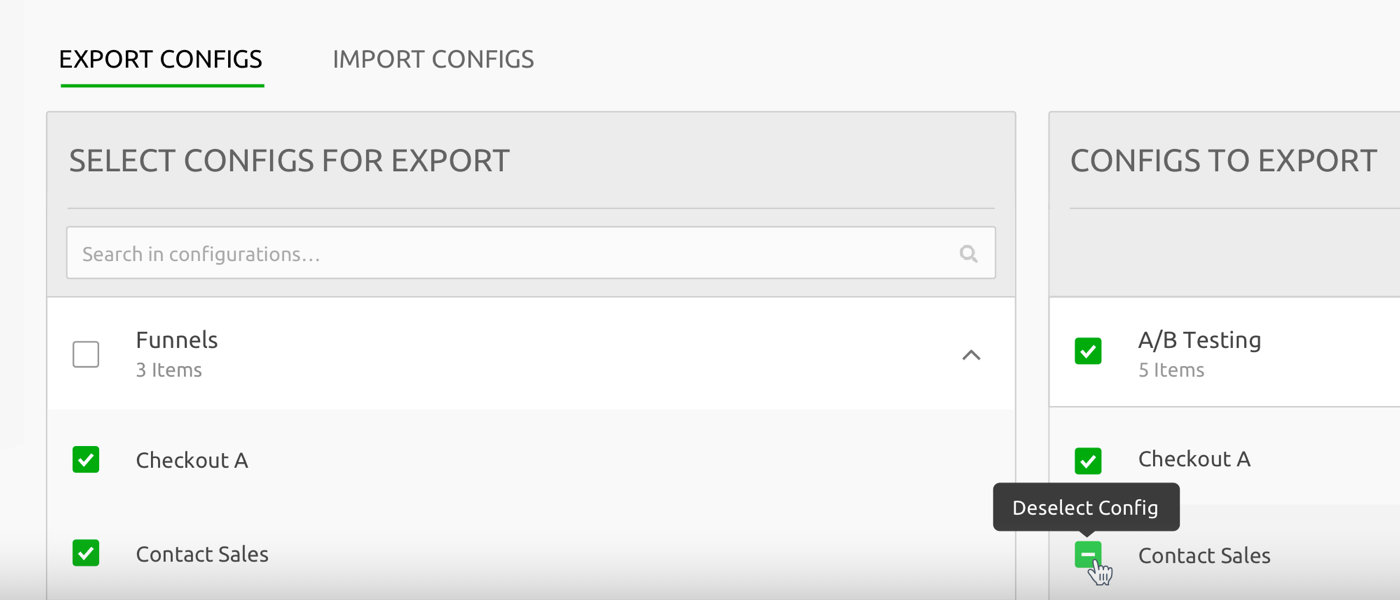 EXPORT CONFIGS
IMPORT CONFIGS
SELECT CONFIGS FOR EXPORT
Search in configurations…
Funnels
3 Items
Checkout A
Contact Sales
CONFIGS TO EXPORT
A/B Testing
5 Items
Checkout A
Deselect Config
Contact Sales